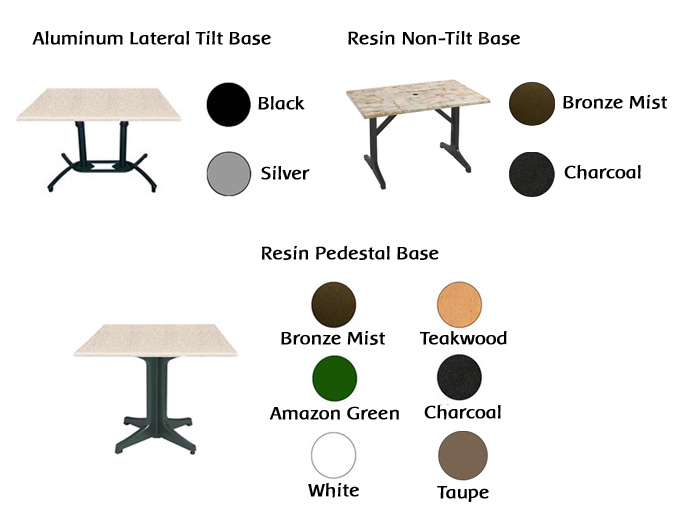 Aluminum Lateral Tilt Base
Resin Non-Tilt Base
Black
Bronze Mist
Silver
Charcoal
Resin Pedestal Base
Bronze Mist
Teakwood
Amazon Green
Charcoal
White
Taupe